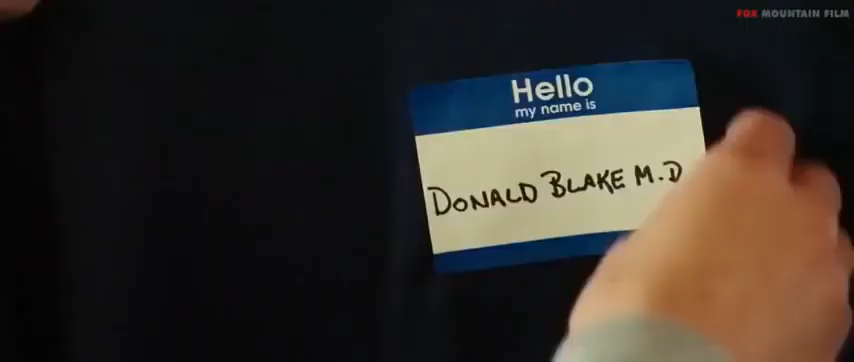 FOX MOUNTAIN FILM
Hello
my name is
DONALD BLAKE M.D